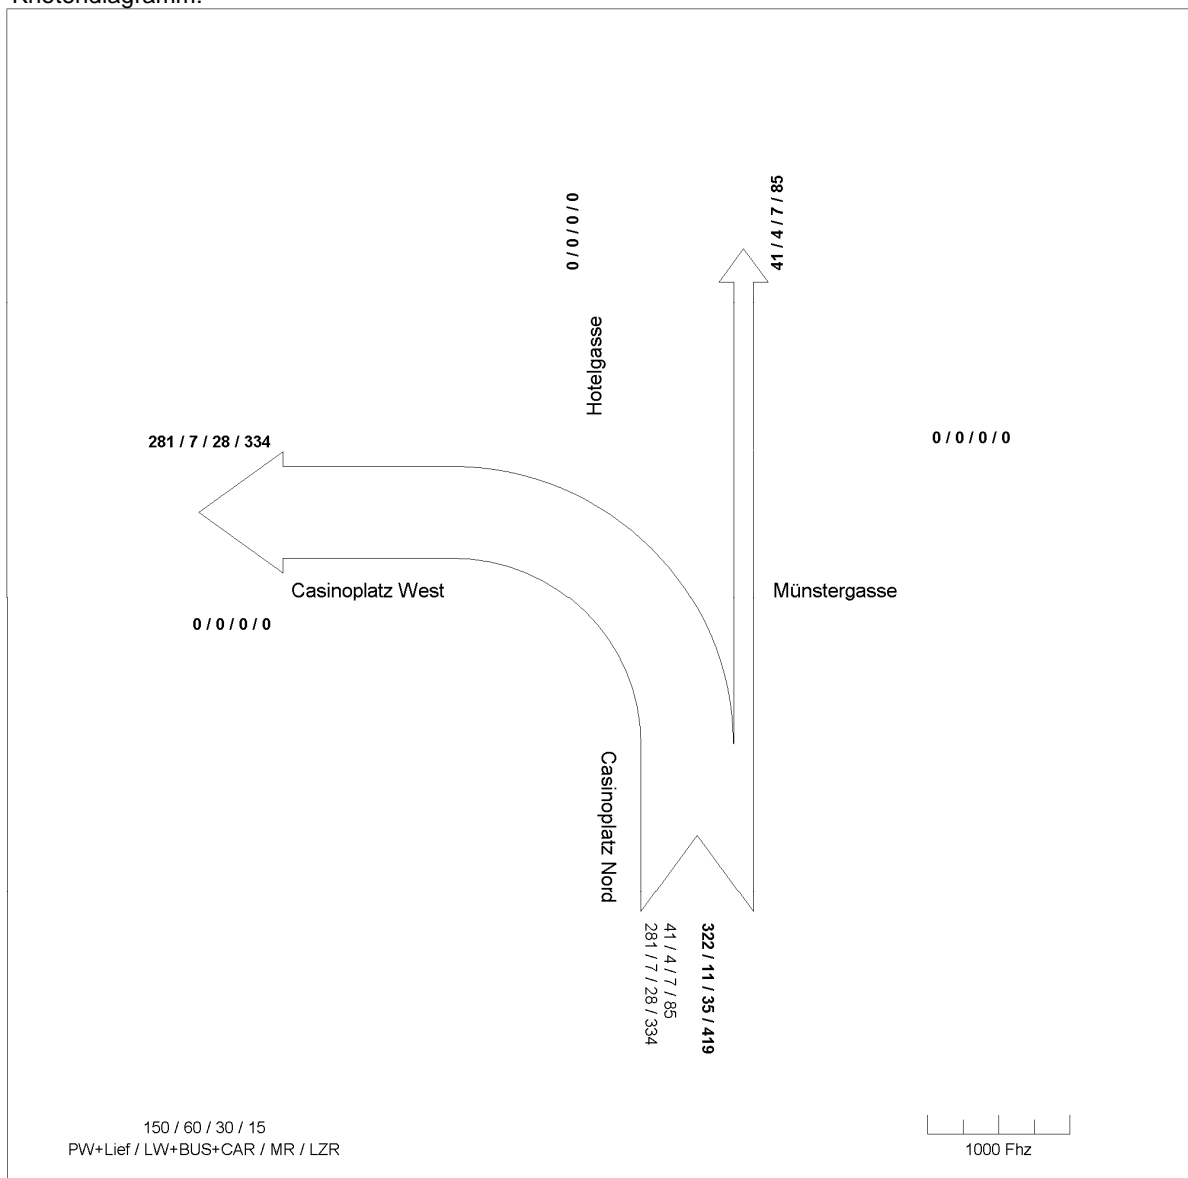 Knotendiagramm:
0 / 0 / 0 / 0
41 / 4 / 7 / 85
Hotelgasse
281 / 7 / 28 / 334
0 / 0 / 0 / 0
Casinoplatz West
Münstergasse
0 / 0 / 0 / 0
Casinoplatz Nord
322 / 11 / 35 / 419
41 / 4 / 7 / 85
281 / 7 / 28 / 334
150 / 60 / 30 / 15
PW+Lief / LW+BUS+CAR / MR / LZR
1000 Fhz